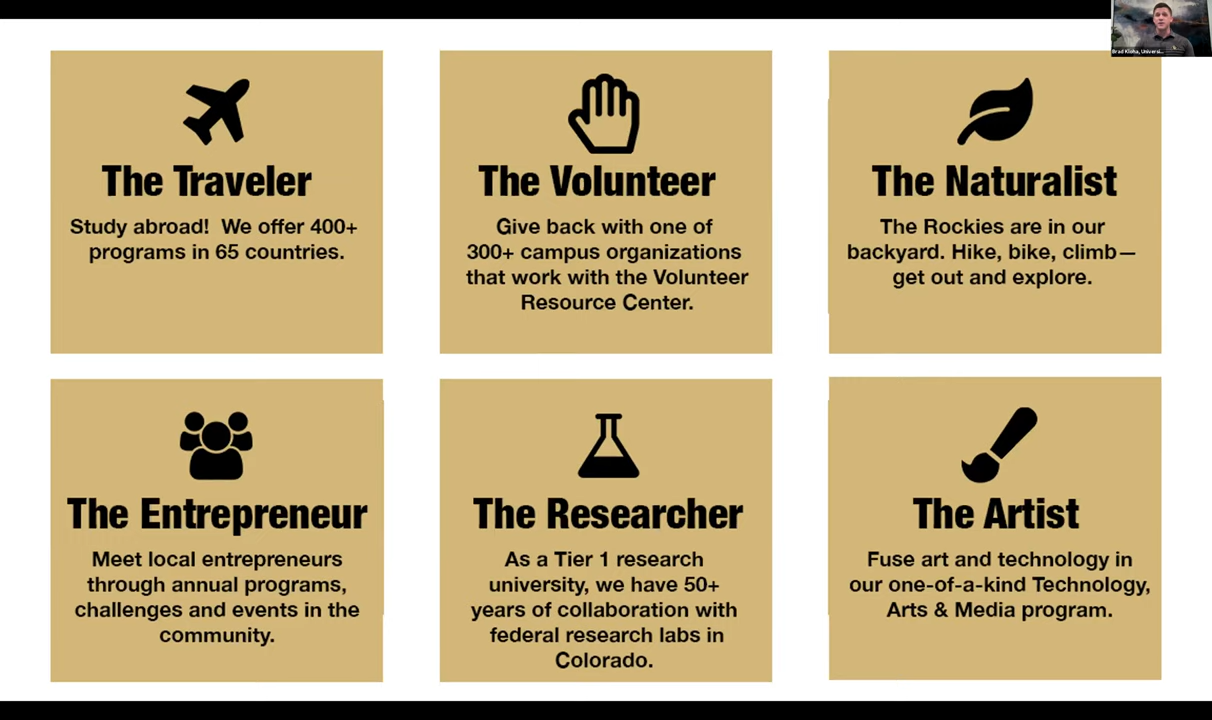 Brad Kloha, Universi...
The Traveler
Study abroad!  We offer 400+
programs in 65 countries.
The Volunteer
Give back with one of
300+ campus organizations
that work with the Volunteer
Resource Center.
The Naturalist
The Rockies are in our
backyard. Hike, bike, climb—
get out and explore.
The Entrepreneur
Meet local entrepreneurs
through annual programs,
challenges and events in the
community.
The Researcher
As a Tier 1 research
university, we have 50+
years of collaboration with
federal research labs in
Colorado.
The Artist
Fuse art and technology in
our one-of-a-kind Technology,
Arts & Media program.